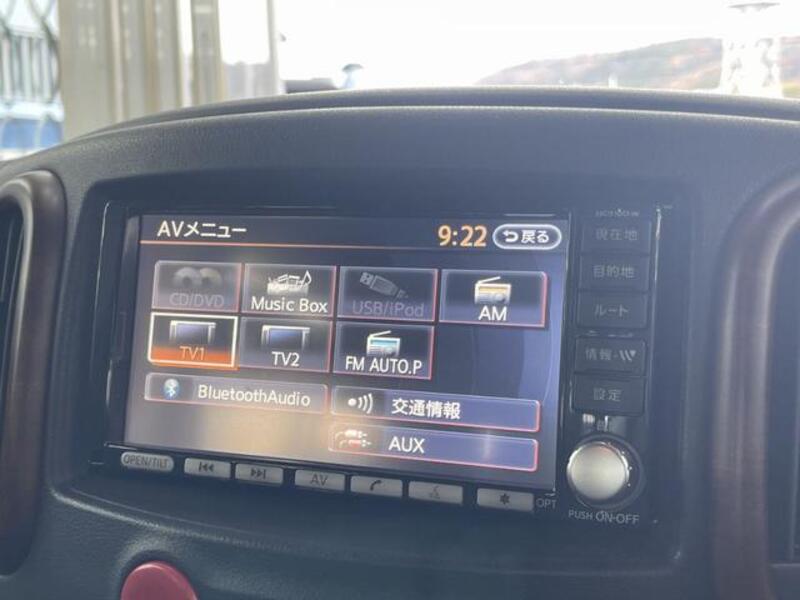 AVメニュー 9:22 戻る
CD/DVD Music Box USB/iPod AM
TV1 TV2 FM AUTO.P
BluetoothAudio 交通情報
AUX
現在地
目的地
ルート
情報・VV
設定
OPEN/TILT AV OPT
PUSH ON-OFF